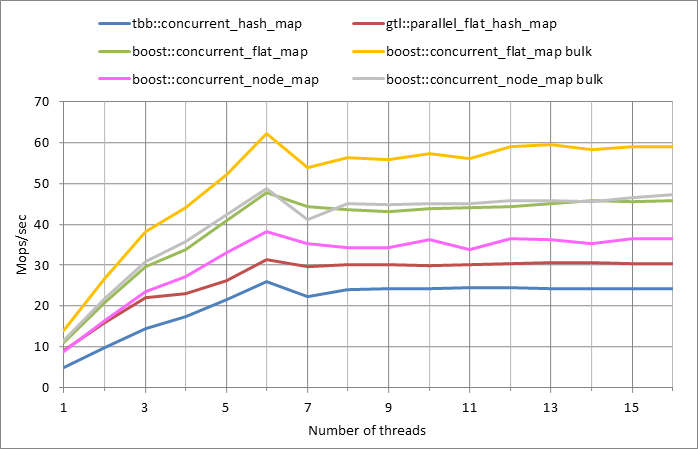 tbb::concurrent_hash_map gtl::parallel_flat_hash_map
boost::concurrent_flat_map boost::concurrent_flat_map bulk
boost::concurrent_node_map boost::concurrent_node_map bulk
70
60
50
40
30
20
10
0
Mops/sec
1 3 5 7 9 11 13 15
Number of threads